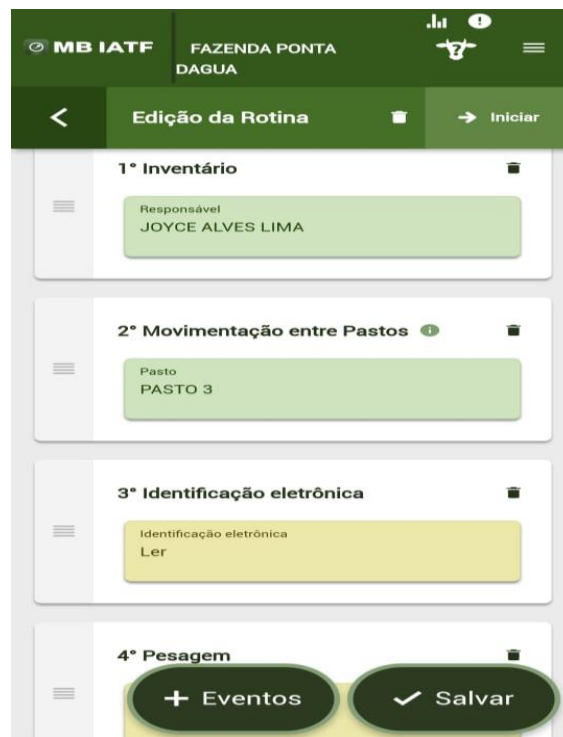 MB IATF
FAZENDA PONTA
DAGUA
?
!
Edição da Rotina
Iniciar
1° Inventário
Responsável
JOYCE ALVES LIMA
2° Movimentação entre Pastos
Pasto
PASTO 3
3° Identificação eletrônica
Identificação eletrônica
Ler
4° Pesagem
+ Eventos
Salvar